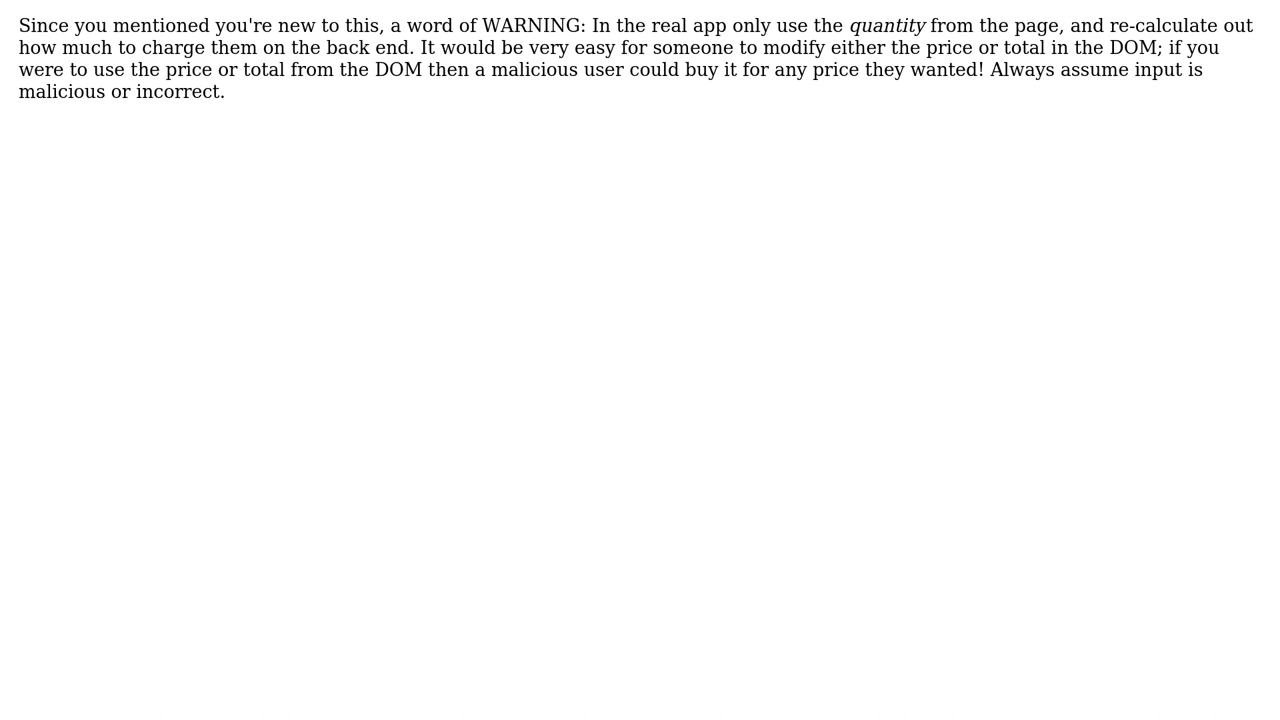 Since you mentioned you're new to this, a word of WARNING: In the real app only use the quantity from the page, and re-calculate out
how much to charge them on the back end. It would be very easy for someone to modify either the price or total in the DOM; if you
were to use the price or total from the DOM then a malicious user could buy it for any price they wanted! Always assume input is
malicious or incorrect.